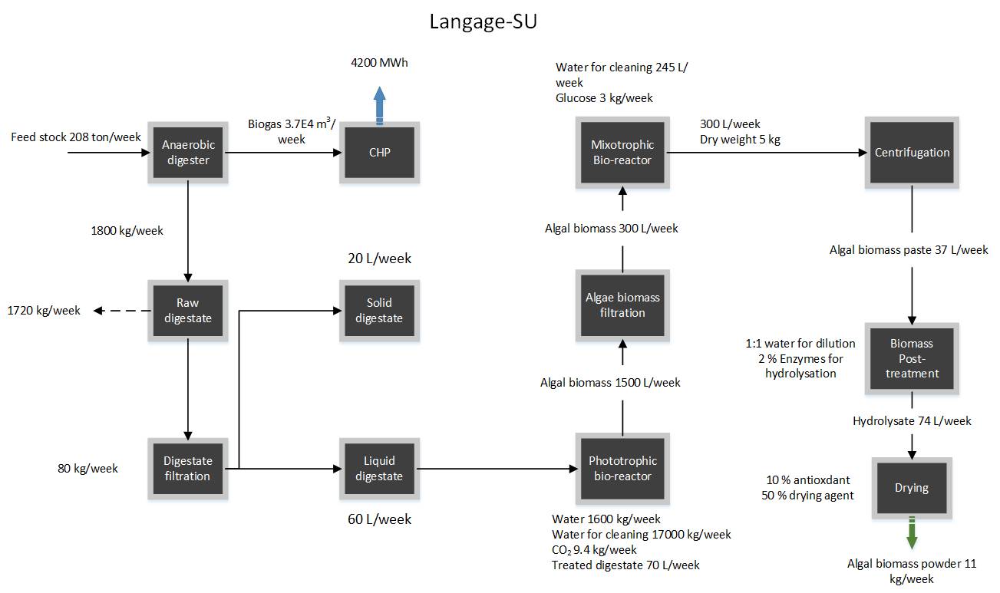 Langage-SU
4200 MWh
Feed stock 208 ton/week
Anaerobic
digester
Biogas 3.7E4 m³/
week
CHP
1800 kg/week
Raw
digestate
1720 kg/week
20 L/week
Solid
digestate
80 kg/week
Digestate
filtration
Liquid
digestate
60 L/week
Water for cleaning 245 L/
week
Glucose 3 kg/week
Mixotrophic
Bio-reactor
300 L/week
Dry weight 5 kg
Centrifugation
Algal biomass 300 L/week
Algae biomass
filtration
Algal biomass 1500 L/week
Phototrophic
bio-reactor
Water 1600 kg/week
Water for cleaning 17000 kg/week
CO₂ 9.4 kg/week
Treated digestate 70 L/week
Algal biomass paste 37 L/week
1:1 water for dilution
2 % Enzymes for
hydrolysation
Biomass
Post-
treatment
Hydrolysate 74 L/week
10 % antioxdant
50 % drying agent
Drying
Algal biomass powder 11
kg/week